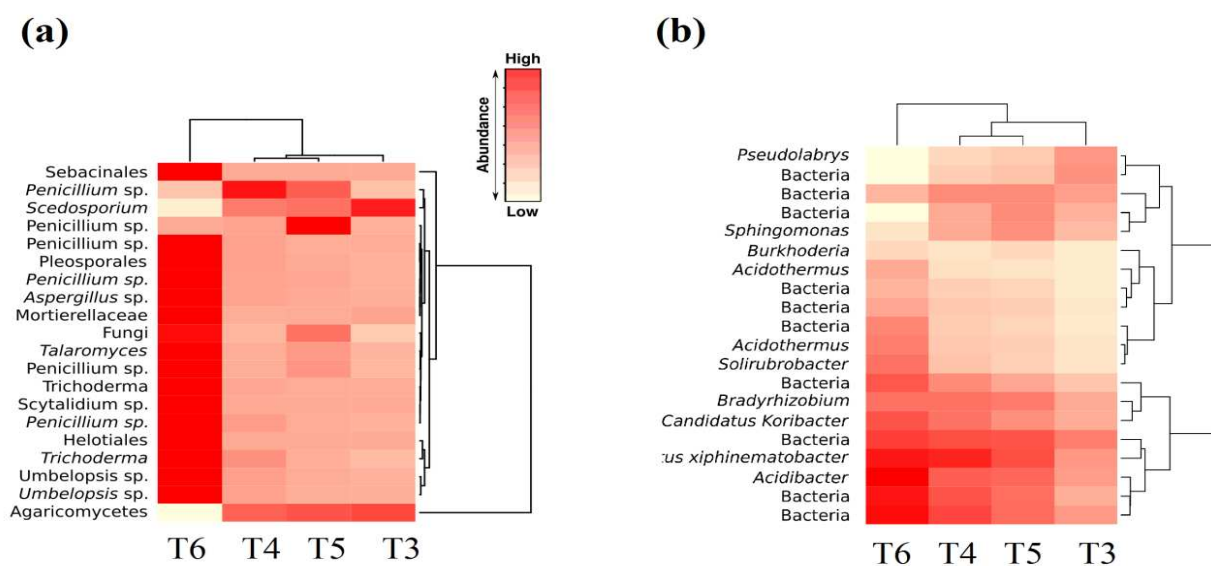 (a)
High
Abundance
Low
Sebacinales
Penicillium sp.
Scedosporium
Penicillium sp.
Penicillium sp.
Pleosporales
Penicillium sp.
Aspergillus sp.
Mortierellaceae
Fungi
Talaromyces
Penicillium sp.
Trichoderma
Scytalidium sp.
Penicillium sp.
Helotiales
Trichoderma
Umbelopsis sp.
Umbelopsis sp.
Agaricomycetes
T6 T4 T5 T3
(b)
Pseudolabrys
Bacteria
Bacteria
Bacteria
Sphingomonas
Burkhoderia
Acidothermus
Bacteria
Bacteria
Bacteria
Acidothermus
Solirubrobacter
Bacteria
Bradyrhizobium
Candidatus Koribacter
Bacteria
:us xiphinematobacter
Acidibacter
Bacteria
Bacteria
T6 T4 T5 T3